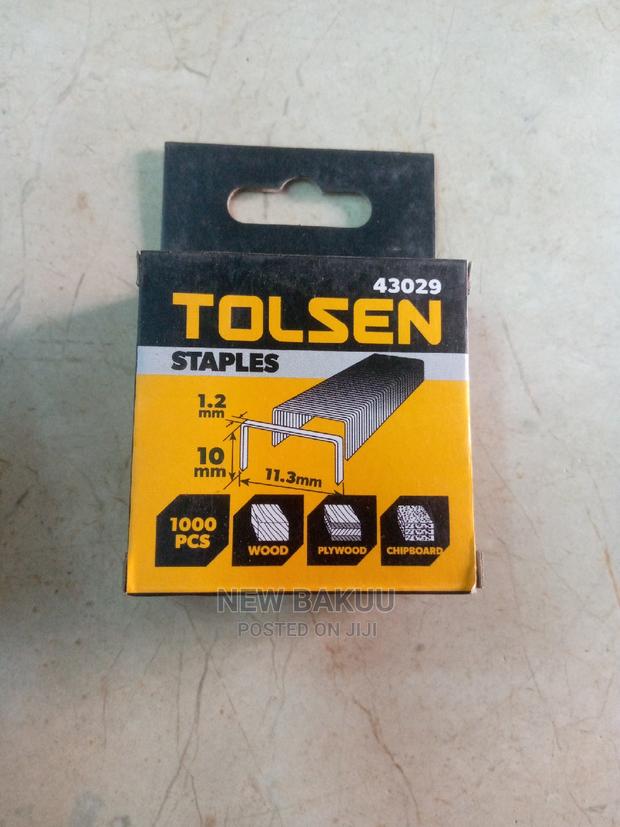 43029
TOLSEN
STAPLES
1.2
mm
10
mm
11.3mm
1000
PCS
WOOD
PLYWOOD
CHIPBOARD
NEW BAKUU
POSTED ON JIJI